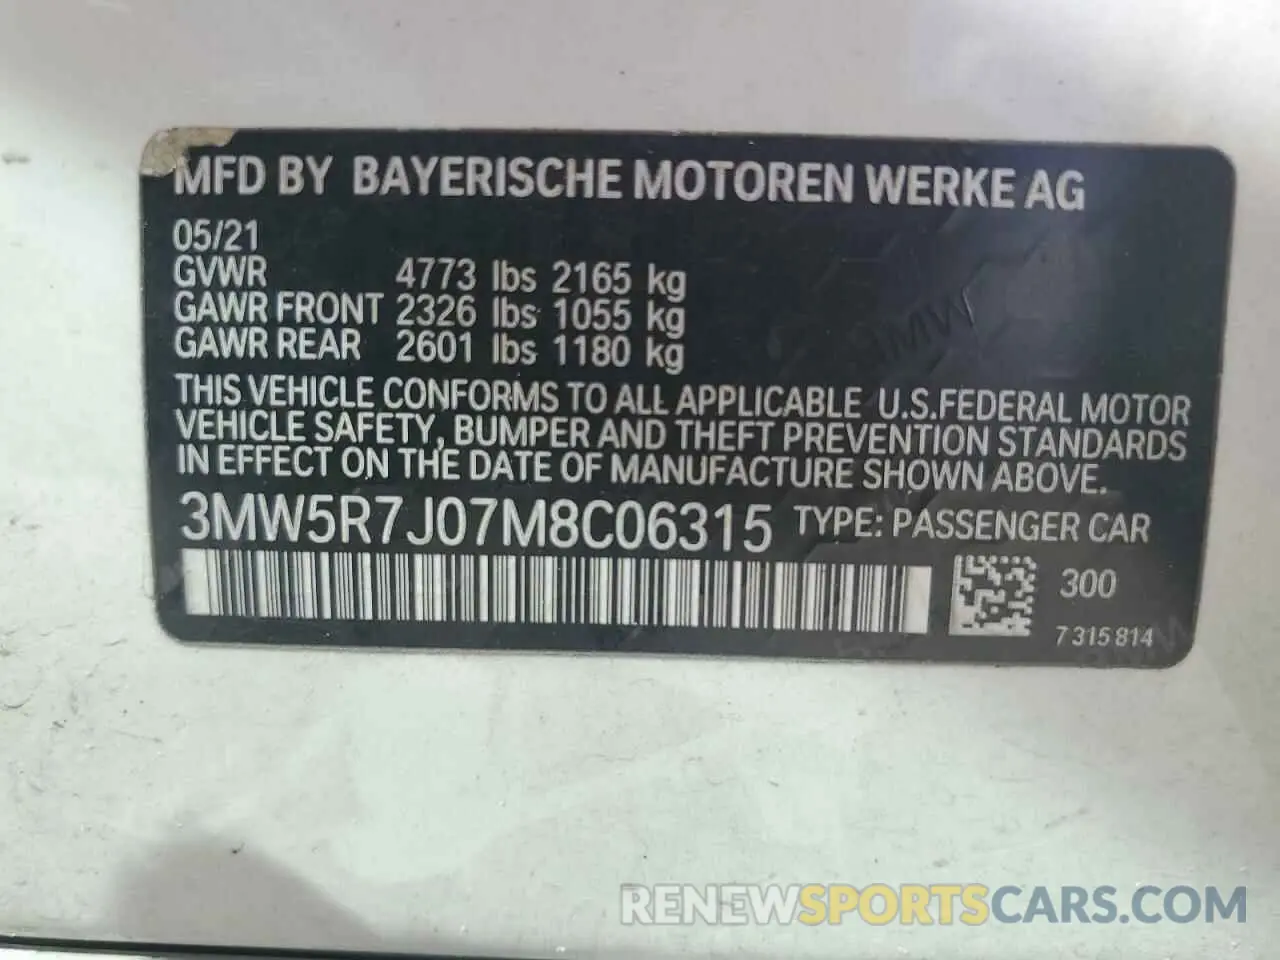 MFD BY BAYERISCHE MOTOREN WERKE AG
05/21
GVWR 4773 lbs 2165 kg
GAWR FRONT 2326 lbs 1055 kg
GAWR REAR 2601 lbs 1180 kg
THIS VEHICLE CONFORMS TO ALL APPLICABLE U.S.FEDERAL MOTOR
VEHICLE SAFETY, BUMPER AND THEFT PREVENTION STANDARDS
IN EFFECT ON THE DATE OF MANUFACTURE SHOWN ABOVE.
3MW5R7J07M8C06315 TYPE: PASSENGER CAR
300
7 315 814
BMW
RENEWSPORTSCARS.COM